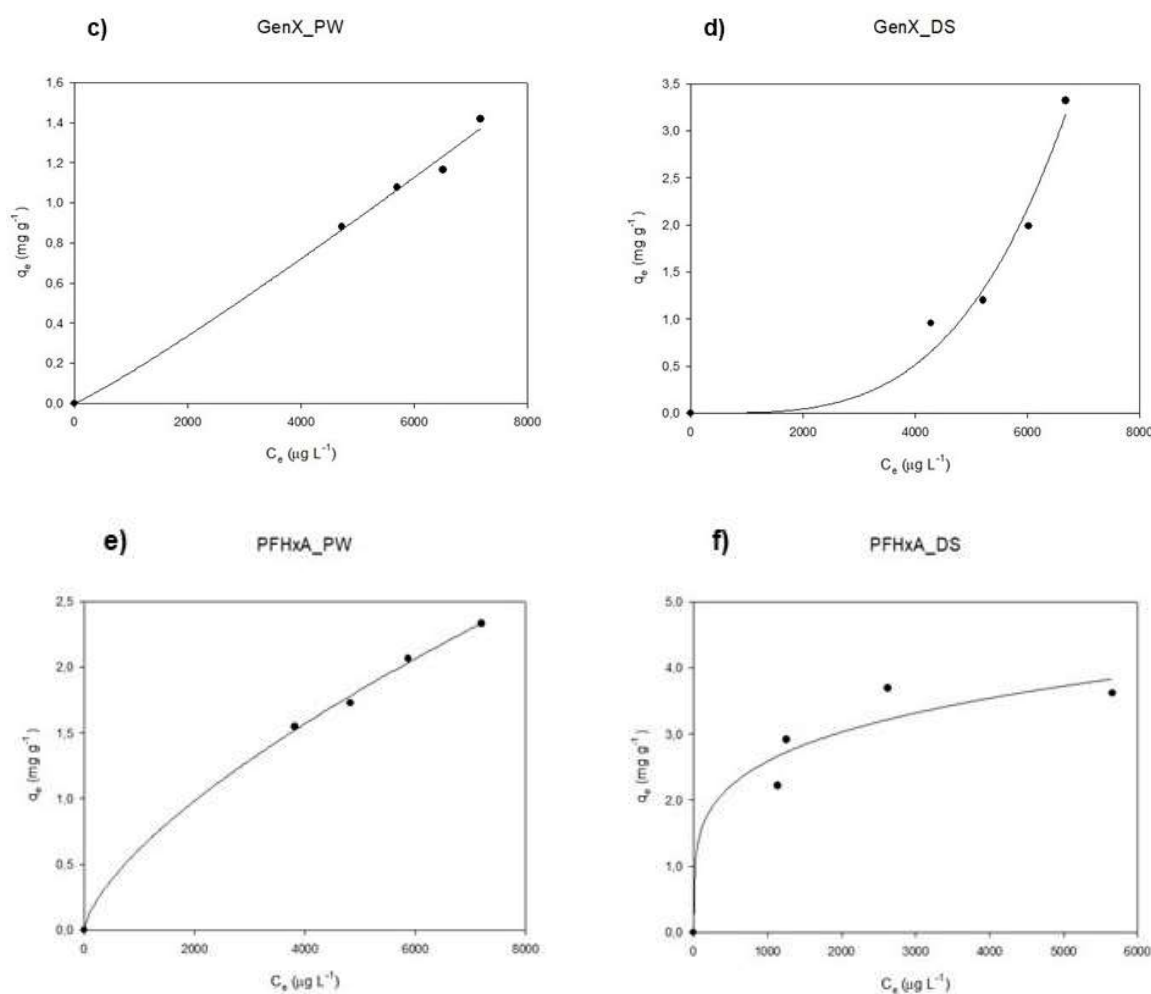 c)
GenX_PW
1,6
1,4
1,2
1,0
0,8
0,6
0,4
0,2
0,0
qe (mg g-1)
0 2000 4000 6000 8000
Ce (µg L-1)
d)
GenX_DS
3,5
3,0
2,5
2,0
1,5
1,0
0,5
0,0
qe (mg g-1)
0 2000 4000 6000 8000
Ce (µg L-1)
e)
PFHxA_PW
2,5
2,0
1,5
1,0
0,5
0,0
qe (mg g-1)
0 2000 4000 6000 8000
Ce (µg L-1)
f)
PFHxA_DS
5,0
4,0
3,0
2,0
1,0
0,0
qe (mg g-1)
0 1000 2000 3000 4000 5000 6000
Ce (µg L-1)